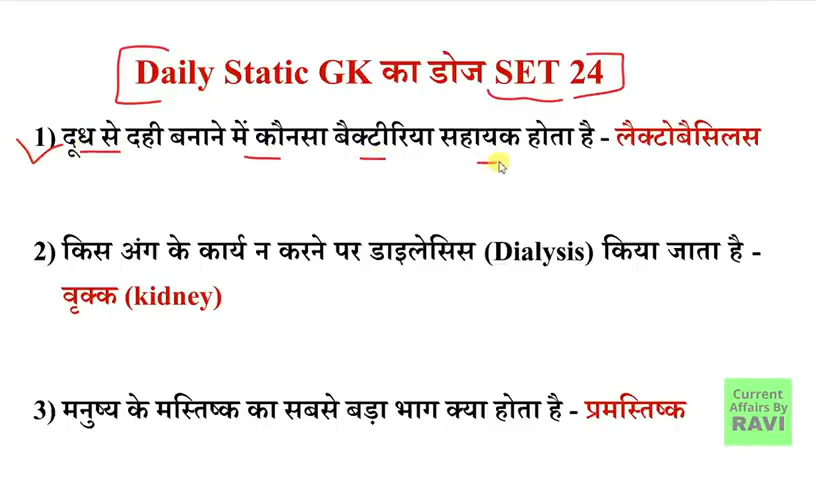 Daily Static GK का डोज SET 24
1) दूध से दही बनाने में कौनसा बैक्टीरिया सहायक होता है - लैक्टोबैसिलस
2) किस अंग के कार्य न करने पर डाइलेसिस (Dialysis) किया जाता है -
वृक्क (kidney)
3) मनुष्य के मस्तिष्क का सबसे बड़ा भाग क्या होता है - प्रमस्तिष्क
Current
Affairs By
RAVI